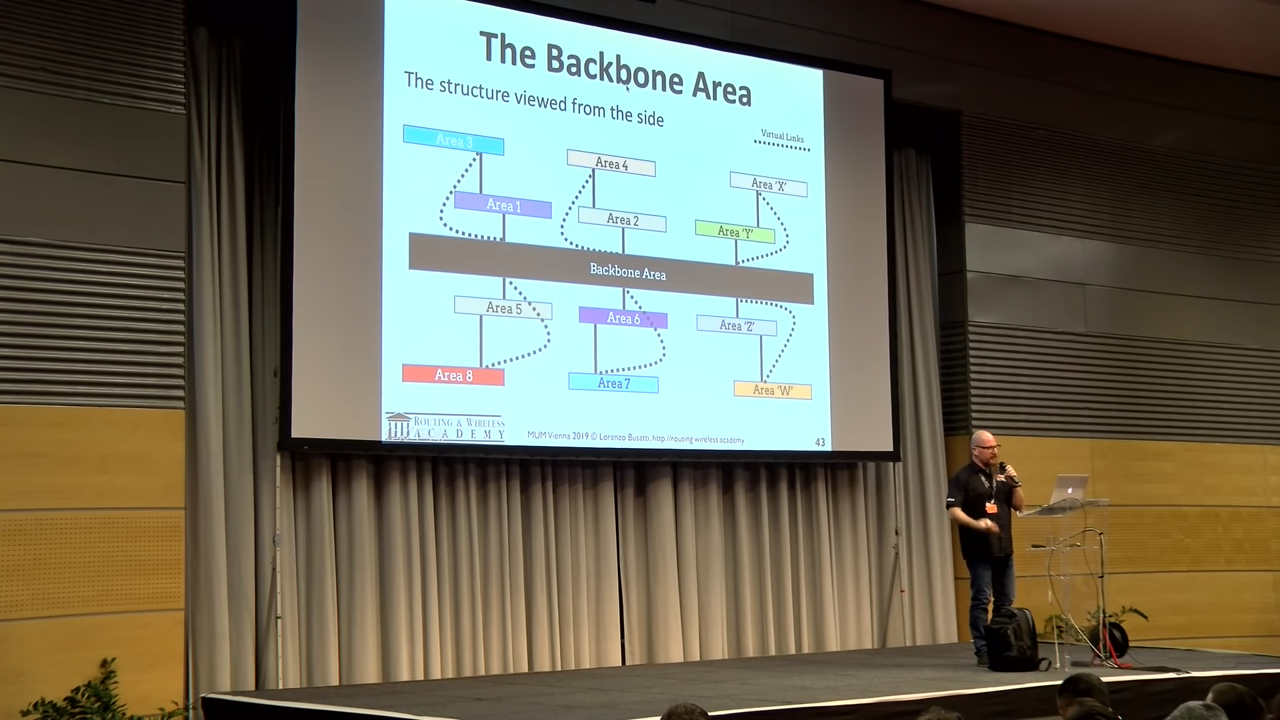 The Backbone Area
The structure viewed from the side
Virtual Links
Area 3
Area 4
Area 'X'
Area 1
Area 2
Area 'Y'
Backbone Area
Area 5
Area 6
Area 'Z'
Area 8
Area 7
Area 'W'
ROUTING & WIRELESS
ACADEMY
MUM Vienna 2019 © Lorenzo Busatti, http://routing.wireless.academy
43